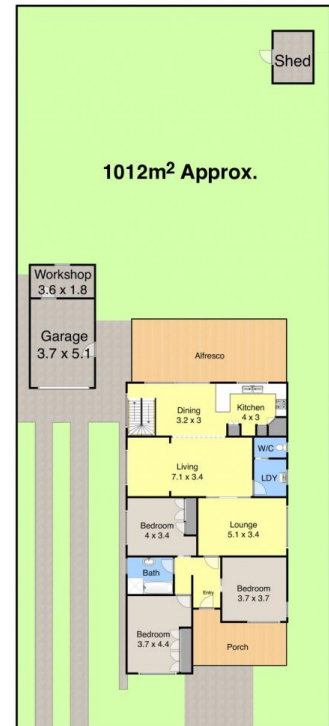 Shed
1012m² Approx.
Workshop
3.6 x 1.8
Garage
3.7 x 5.1
Alfresco
Dining
3.2 x 3
Kitchen
4 x 3
W/C
Living
7.1 x 3.4
LDY
Bedroom
4 x 3.4
Lounge
5.1 x 3.4
Bath
Bedroom
3.7 x 3.7
Entry
Bedroom
3.7 x 4.4
Porch